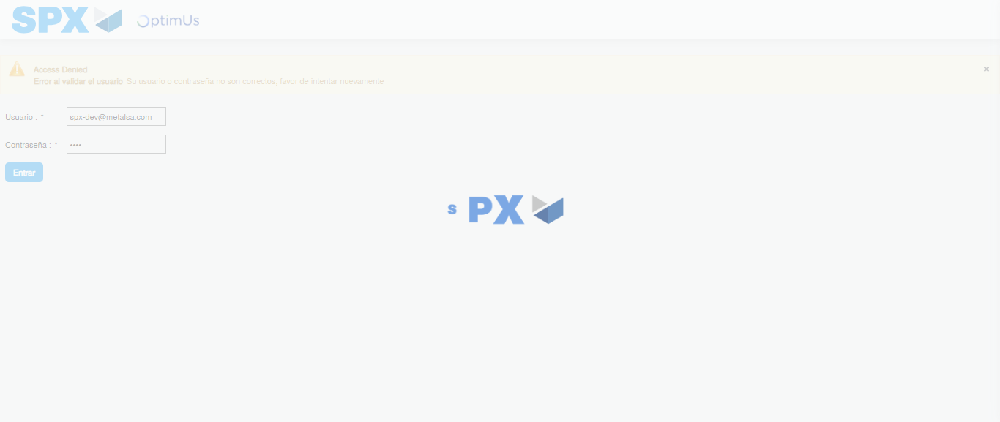 SPX OptimUs
Access Denied
Error al validar el usuario Su usuario o contraseña no son correctos, favor de intentar nuevamente
Usuario : * spx-dev@metalsa.com
Contraseña : * ••••
Entrar
SPX